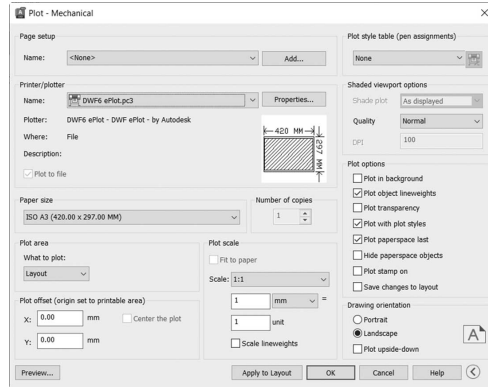 Plot - Mechanical
Page setup
Name: <None> Add...
Printer/plotter
Name: DWF6 ePlot.pc3 Properties...
Plotter: DWF6 ePlot - DWF ePlot - by Autodesk
Where: File
Description:
Plot to file
420 MM
297 MM
Paper size
ISO A3 (420.00 x 297.00 MM)
Number of copies
1
Plot area
What to plot:
Layout
Plot offset (origin set to printable area)
X: 0.00 mm Center the plot
Y: 0.00 mm
Plot scale
Fit to paper
Scale: 1:1
1 mm =
1 unit
Scale lineweights
Plot style table (pen assignments)
None
Shaded viewport options
Shade plot As displayed
Quality Normal
DPI 100
Plot options
Plot in background
Plot object lineweights
Plot transparency
Plot with plot styles
Plot paperspace last
Hide paperspace objects
Plot stamp on
Save changes to layout
Drawing orientation
Portrait
Landscape
Plot upside-down
A
Preview... Apply to Layout OK Cancel Help